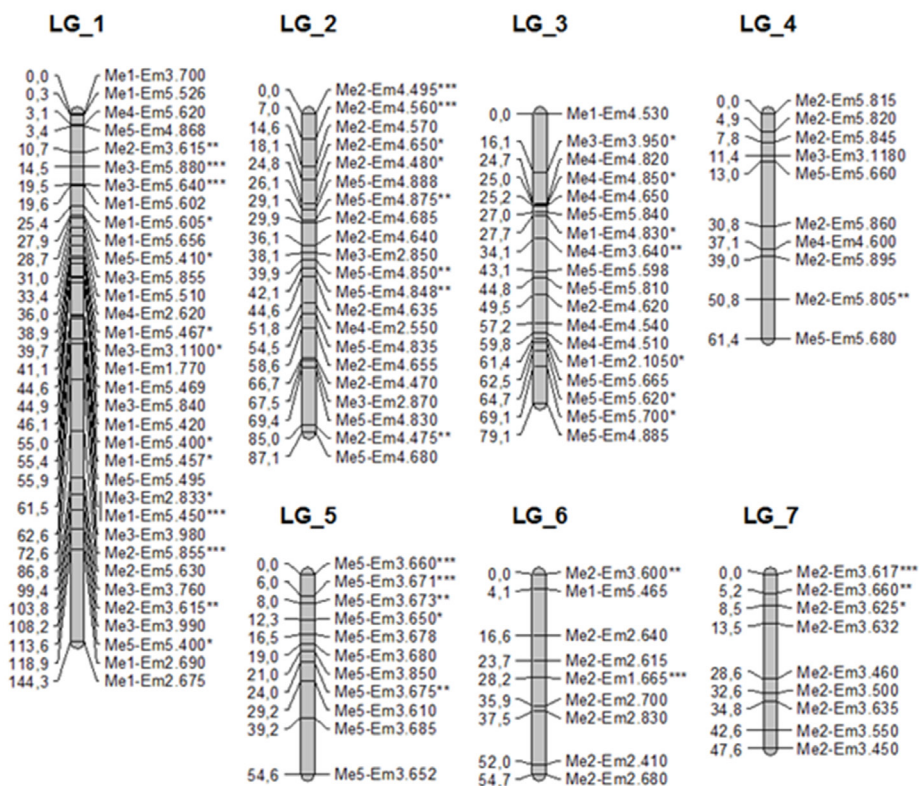 LG_1
0,0 Me1-Em3.700
0,3 Me1-Em5.526
3,1 Me4-Em5.620
3,4 Me5-Em4.868
10,7 Me2-Em3.615**
14,5 Me3-Em5.880***
19,5 Me3-Em5.640***
19,6 Me1-Em5.602
25,4 Me1-Em5.605*
27,9 Me1-Em5.656
28,7 Me5-Em5.410*
31,0 Me3-Em5.855
33,4 Me1-Em5.510
36,0 Me4-Em2.620
38,9 Me1-Em5.467*
39,7 Me3-Em3.1100*
41,1 Me1-Em1.770
44,6 Me1-Em5.469
44,9 Me3-Em5.840
46,1 Me1-Em5.420
55,0 Me1-Em5.400*
55,4 Me1-Em5.457*
55,9 Me5-Em5.495
61,5 Me3-Em2.833*
Me1-Em5.450***
62,6 Me3-Em3.980
72,6 Me2-Em5.855***
86,8 Me2-Em5.630
99,4 Me3-Em3.760
103,8 Me2-Em3.615**
108,2 Me3-Em3.990
113,6 Me5-Em5.400*
118,9 Me1-Em2.690
144,3 Me1-Em2.675
LG_2
0,0 Me2-Em4.495***
7,0 Me2-Em4.560***
14,6 Me2-Em4.570
18,1 Me2-Em4.650*
24,8 Me2-Em4.480*
26,1 Me5-Em4.888
29,1 Me5-Em4.875**
29,9 Me2-Em4.685
36,1 Me2-Em4.640
38,1 Me3-Em2.850
39,9 Me5-Em4.850**
42,1 Me5-Em4.848**
44,6 Me2-Em4.635
51,8 Me4-Em2.550
54,5 Me5-Em4.835
58,6 Me2-Em4.655
66,7 Me2-Em4.470
67,5 Me3-Em2.870
69,4 Me5-Em4.830
85,0 Me2-Em4.475**
87,1 Me5-Em4.680
LG_3
0,0 Me1-Em4.530
16,1 Me3-Em3.950*
24,7 Me4-Em4.820
25,0 Me4-Em4.850*
25,2 Me4-Em4.650
27,0 Me5-Em5.840
27,7 Me1-Em4.830*
34,1 Me4-Em3.640**
43,1 Me5-Em5.598
44,8 Me5-Em5.810
49,5 Me2-Em4.620
57,2 Me4-Em4.540
59,8 Me4-Em4.510
61,4 Me1-Em2.1050*
62,5 Me5-Em5.665
64,7 Me5-Em5.620*
69,1 Me5-Em5.700*
79,1 Me5-Em4.885
LG_4
0,0 Me2-Em5.815
4,9 Me2-Em5.820
7,8 Me2-Em5.845
11,4 Me3-Em3.1180
13,0 Me5-Em5.660
30,8 Me2-Em5.860
37,1 Me4-Em4.600
39,0 Me2-Em5.895
50,8 Me2-Em5.805**
61,4 Me5-Em5.680
LG_5
0,0 Me5-Em3.660***
6,0 Me5-Em3.671***
8,0 Me5-Em3.673**
12,3 Me5-Em3.650*
16,5 Me5-Em3.678
19,0 Me5-Em3.680
21,0 Me5-Em3.850
24,0 Me5-Em3.675**
29,2 Me5-Em3.610
39,2 Me5-Em3.685
54,6 Me5-Em3.652
LG_6
0,0 Me2-Em3.600**
4,1 Me1-Em5.465
16,6 Me2-Em2.640
23,7 Me2-Em2.615
28,2 Me2-Em1.665***
35,9 Me2-Em2.700
37,5 Me2-Em2.830
52,0 Me2-Em2.410
54,7 Me2-Em2.680
LG_7
0,0 Me2-Em3.617***
5,2 Me2-Em3.660**
8,5 Me2-Em3.625*
13,5 Me2-Em3.632
28,6 Me2-Em3.460
32,6 Me2-Em3.500
34,8 Me2-Em3.635
42,6 Me2-Em3.550
47,6 Me2-Em3.450